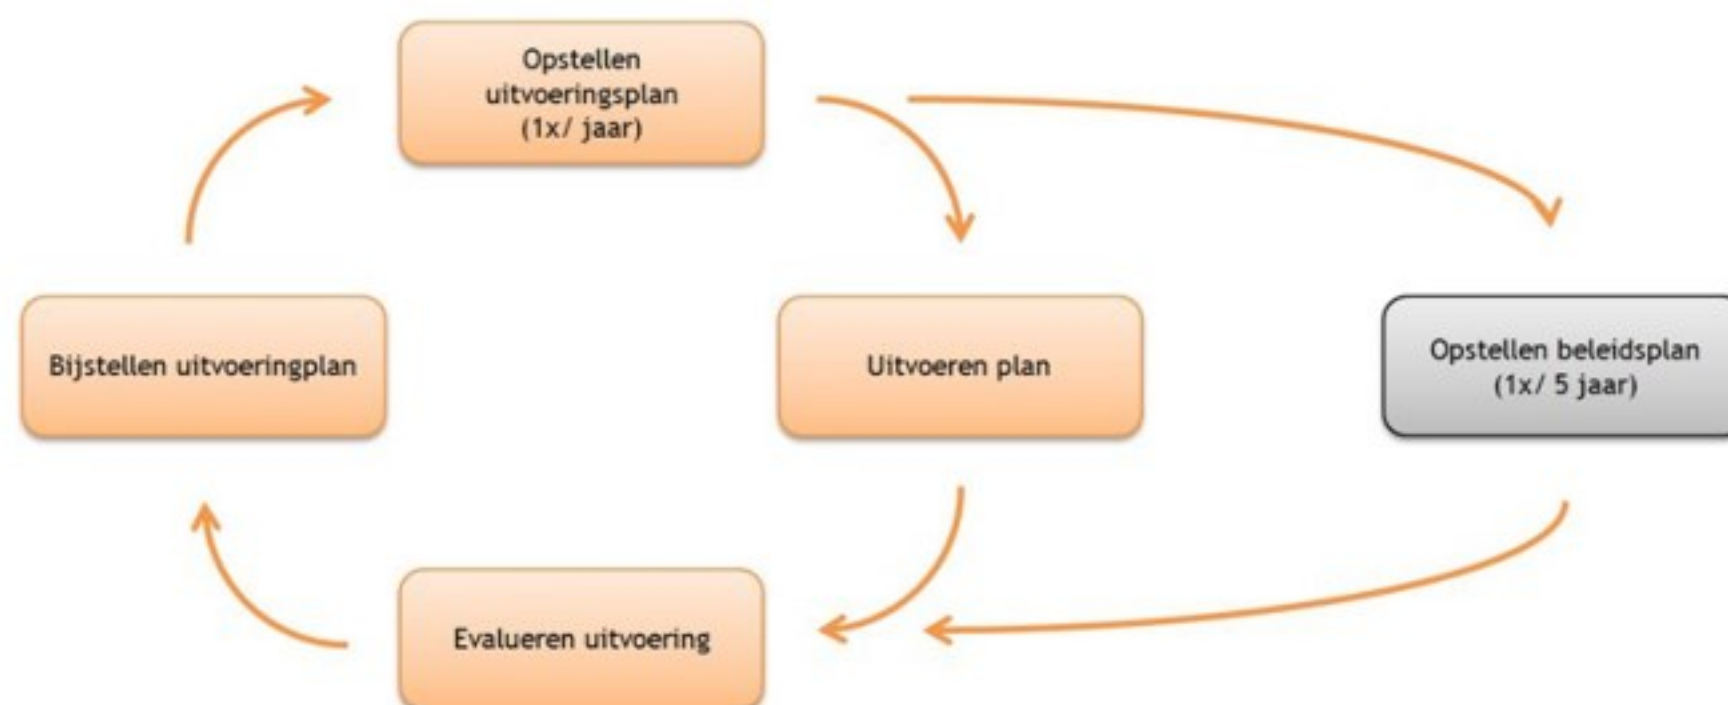 Opstellen
uitvoeringsplan
(1x/ jaar)
Bijstellen uitvoeringplan
Uitvoeren plan
Opstellen beleidsplan
(1x/ 5 jaar)
Evalueren uitvoering